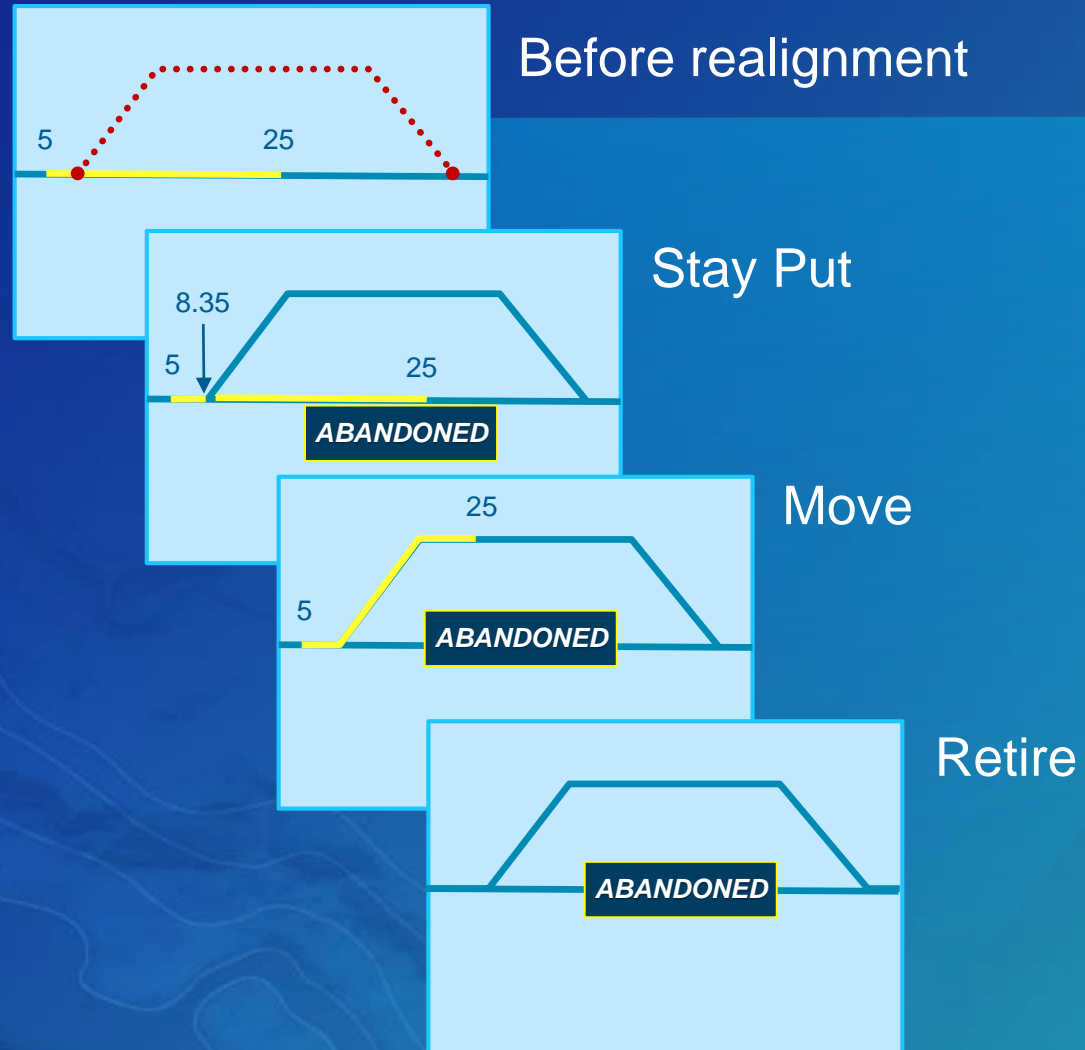 Before realignment
5
25
Stay Put
8.35
5
25
ABANDONED
Move
25
5
ABANDONED
Retire
ABANDONED